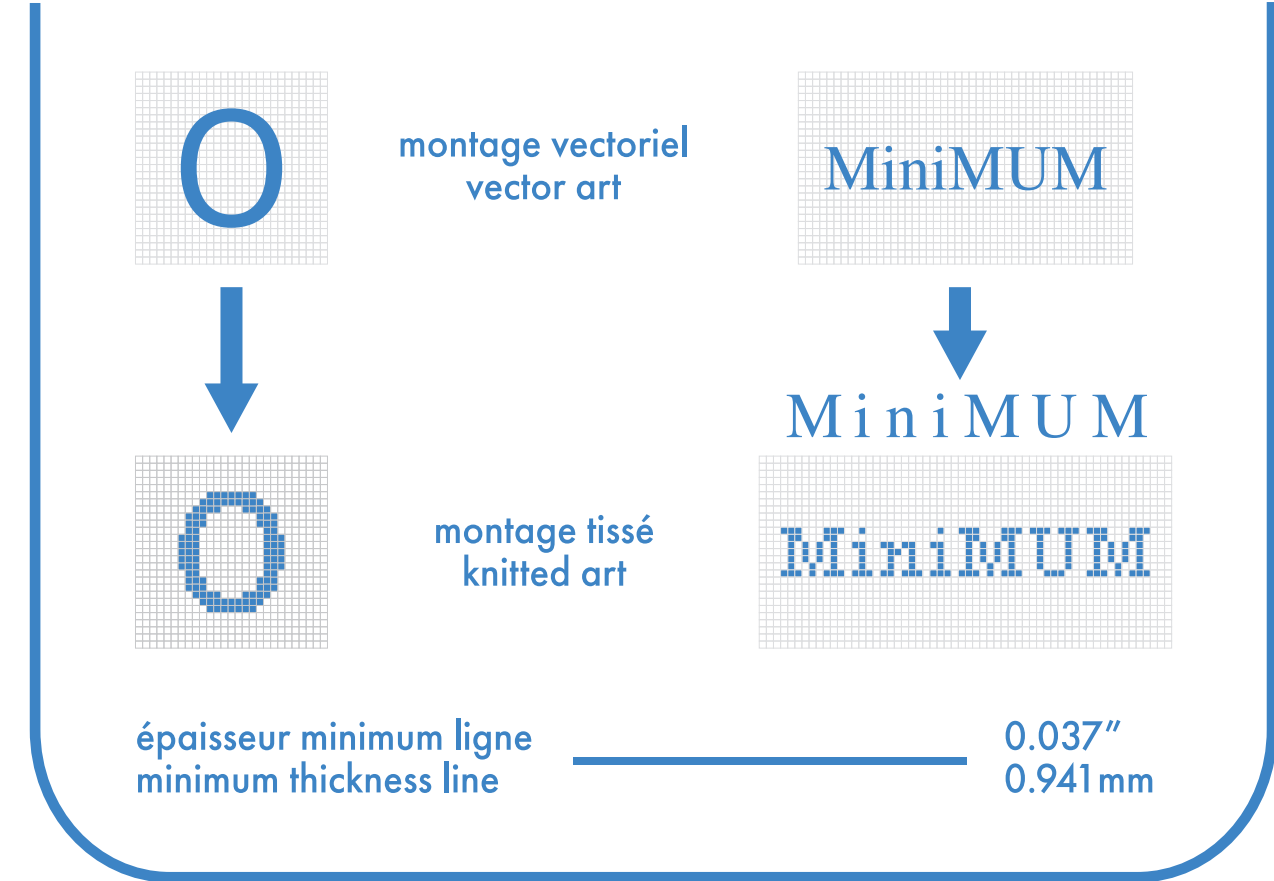 O
montage vectoriel
vector art
MiniMUM
M i n i M U M
O
montage tissé
knitted art
MiniMUM
épaisseur minimum ligne
minimum thickness line
0.037"
0.941mm